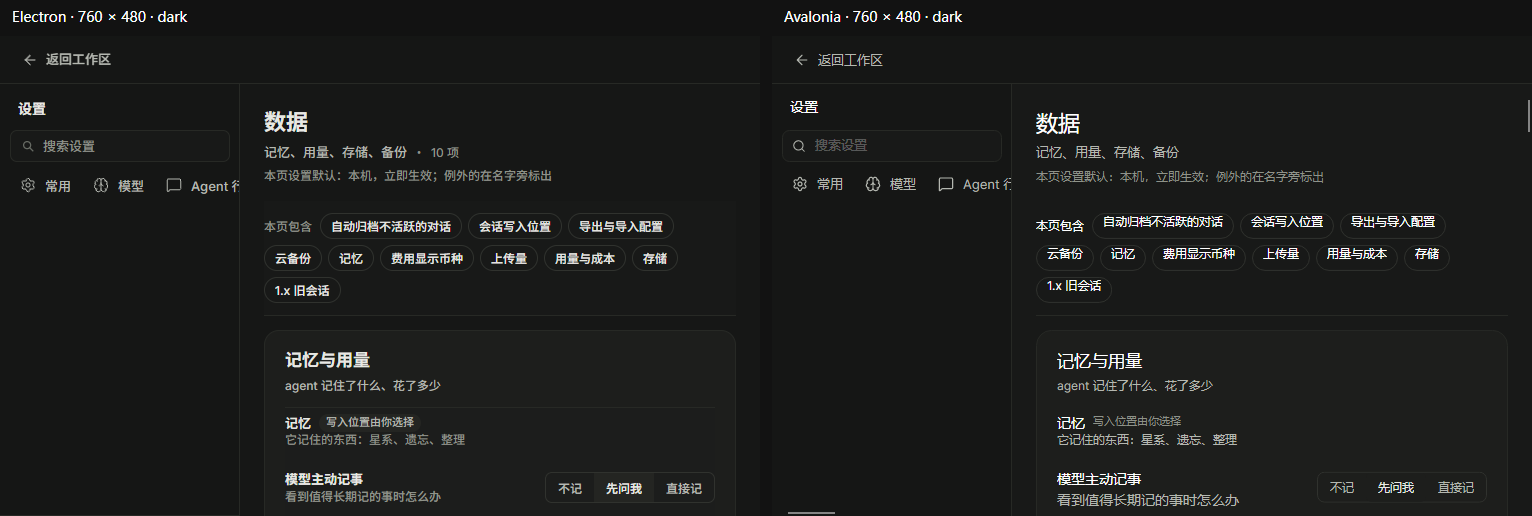 Electron · 760 × 480 · dark
返回工作区
设置
搜索设置
常用 模型 Agent 行
数据
记忆、用量、存储、备份 · 10 项
本页设置默认：本机，立即生效；例外的在名字旁标出
本页包含 自动归档不活跃的对话 会话写入位置 导出与导入配置
云备份 记忆 费用显示币种 上传量 用量与成本 存储
1.x 旧会话
记忆与用量
agent 记住了什么、花了多少
记忆 写入位置由你选择
它记住的东西：星系、遗忘、整理
模型主动记事
看到值得长期记的事时怎么办
不记 先问我 直接记
Avalonia · 760 × 480 · dark
返回工作区
设置
搜索设置
常用 模型 Agent 行
数据
记忆、用量、存储、备份
本页设置默认：本机，立即生效；例外的在名字旁标出
本页包含 自动归档不活跃的对话 会话写入位置 导出与导入配置
云备份 记忆 费用显示币种 上传量 用量与成本 存储
1.x 旧会话
记忆与用量
agent 记住了什么、花了多少
记忆 写入位置由你选择
它记住的东西：星系、遗忘、整理
模型主动记事
看到值得长期记的事时怎么办
不记 先问我 直接记